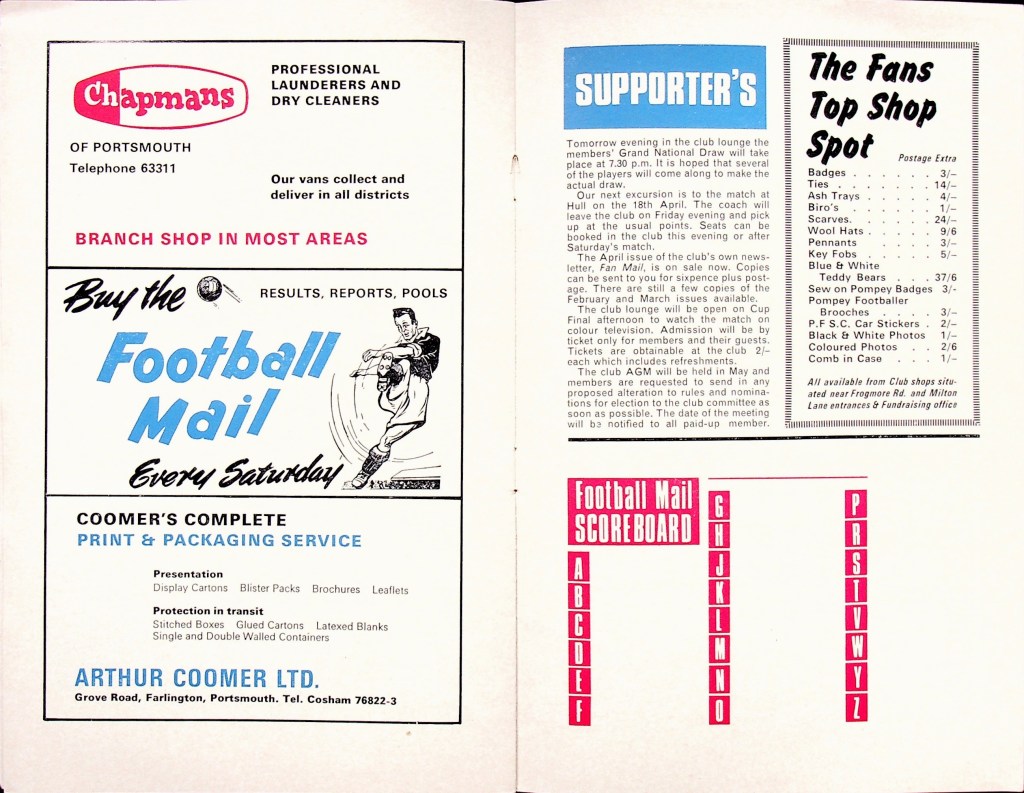 Chapmans
PROFESSIONAL
LAUNDERERS AND
DRY CLEANERS
OF PORTSMOUTH
Telephone 63311
Our vans collect and
deliver in all districts
BRANCH SHOP IN MOST AREAS
Buy the
RESULTS, REPORTS, POOLS
Football
Mail
Every Saturday
COOMER'S COMPLETE
PRINT & PACKAGING SERVICE
Presentation
Display Cartons Blister Packs Brochures Leaflets
Protection in transit
Stitched Boxes Glued Cartons Latexed Blanks
Single and Double Walled Containers
ARTHUR COOMER LTD.
Grove Road, Farlington, Portsmouth. Tel. Cosham 76822-3
SUPPORTER'S
Tomorrow evening in the club lounge the
members' Grand National Draw will take
place at 7.30 p.m. It is hoped that several
of the players will come along to make the
actual draw.
Our next excursion is to the match at
Hull on the 18th April. The coach will
leave the club on Friday evening and pick
up at the usual points. Seats can be
booked in the club this evening or after
Saturday's match.
The April issue of the club's own news-
letter, Fan Mail, is on sale now. Copies
can be sent to you for sixpence plus post-
age. There are still a few copies of the
February and March issues available.
The club lounge will be open on Cup
Final afternoon to watch the match on
colour television. Admission will be by
ticket only for members and their guests.
Tickets are obtainable at the club 2/–
each which includes refreshments.
The club AGM will be held in May and
members are requested to send in any
proposed alteration to rules and nomina-
tions for election to the club committee as
soon as possible. The date of the meeting
will be notified to all paid-up member.
The Fans
Top Shop
Spot
Postage Extra
Badges . . . . . . . 3/–
Ties . . . . . . . . 14/–
Ash Trays . . . . . 4/–
Biro's . . . . . . . 1/–
Scarves. . . . . . 24/–
Wool Hats . . . . . 9/6
Pennants . . . . 3/–
Key Fobs . . . . . 5/–
Blue & White
Teddy Bears . . . 37/6
Sew on Pompey Badges 3/-
Pompey Footballer
Brooches . . . . 3/–
P.F S.C. Car Stickers . 2/–
Black & White Photos 1/–
Coloured Photos . . 2/6
Comb in Case . . . 1/–
All available from Club shops situ-
ated near Frogmore Rd. and Milton
Lane entrances & Fundraising office
Football Mail
SCOREBOARD
A
B
C
D
E
F
G
H
J
K
L
M
N
O
P
R
S
T
V
W
Y
Z